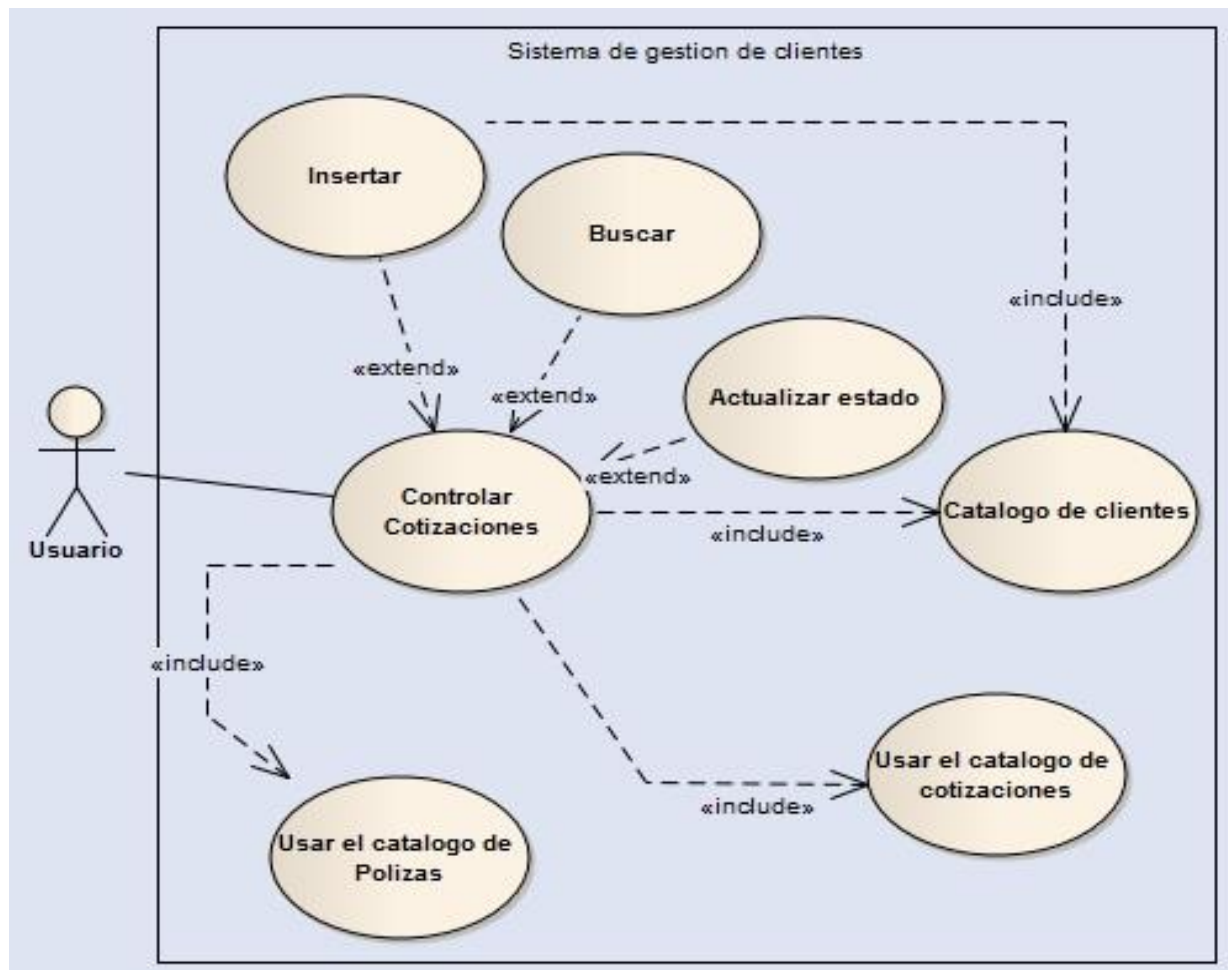 Sistema de gestion de clientes
Insertar
Buscar
«include»
Actualizar estado
«extend»
«extend»
«extend»
Controlar
Cotizaciones
Catalogo de clientes
«include»
Usuario
«include»
Usar el catalogo de
cotizaciones
«include»
Usar el catalogo de
Polizas